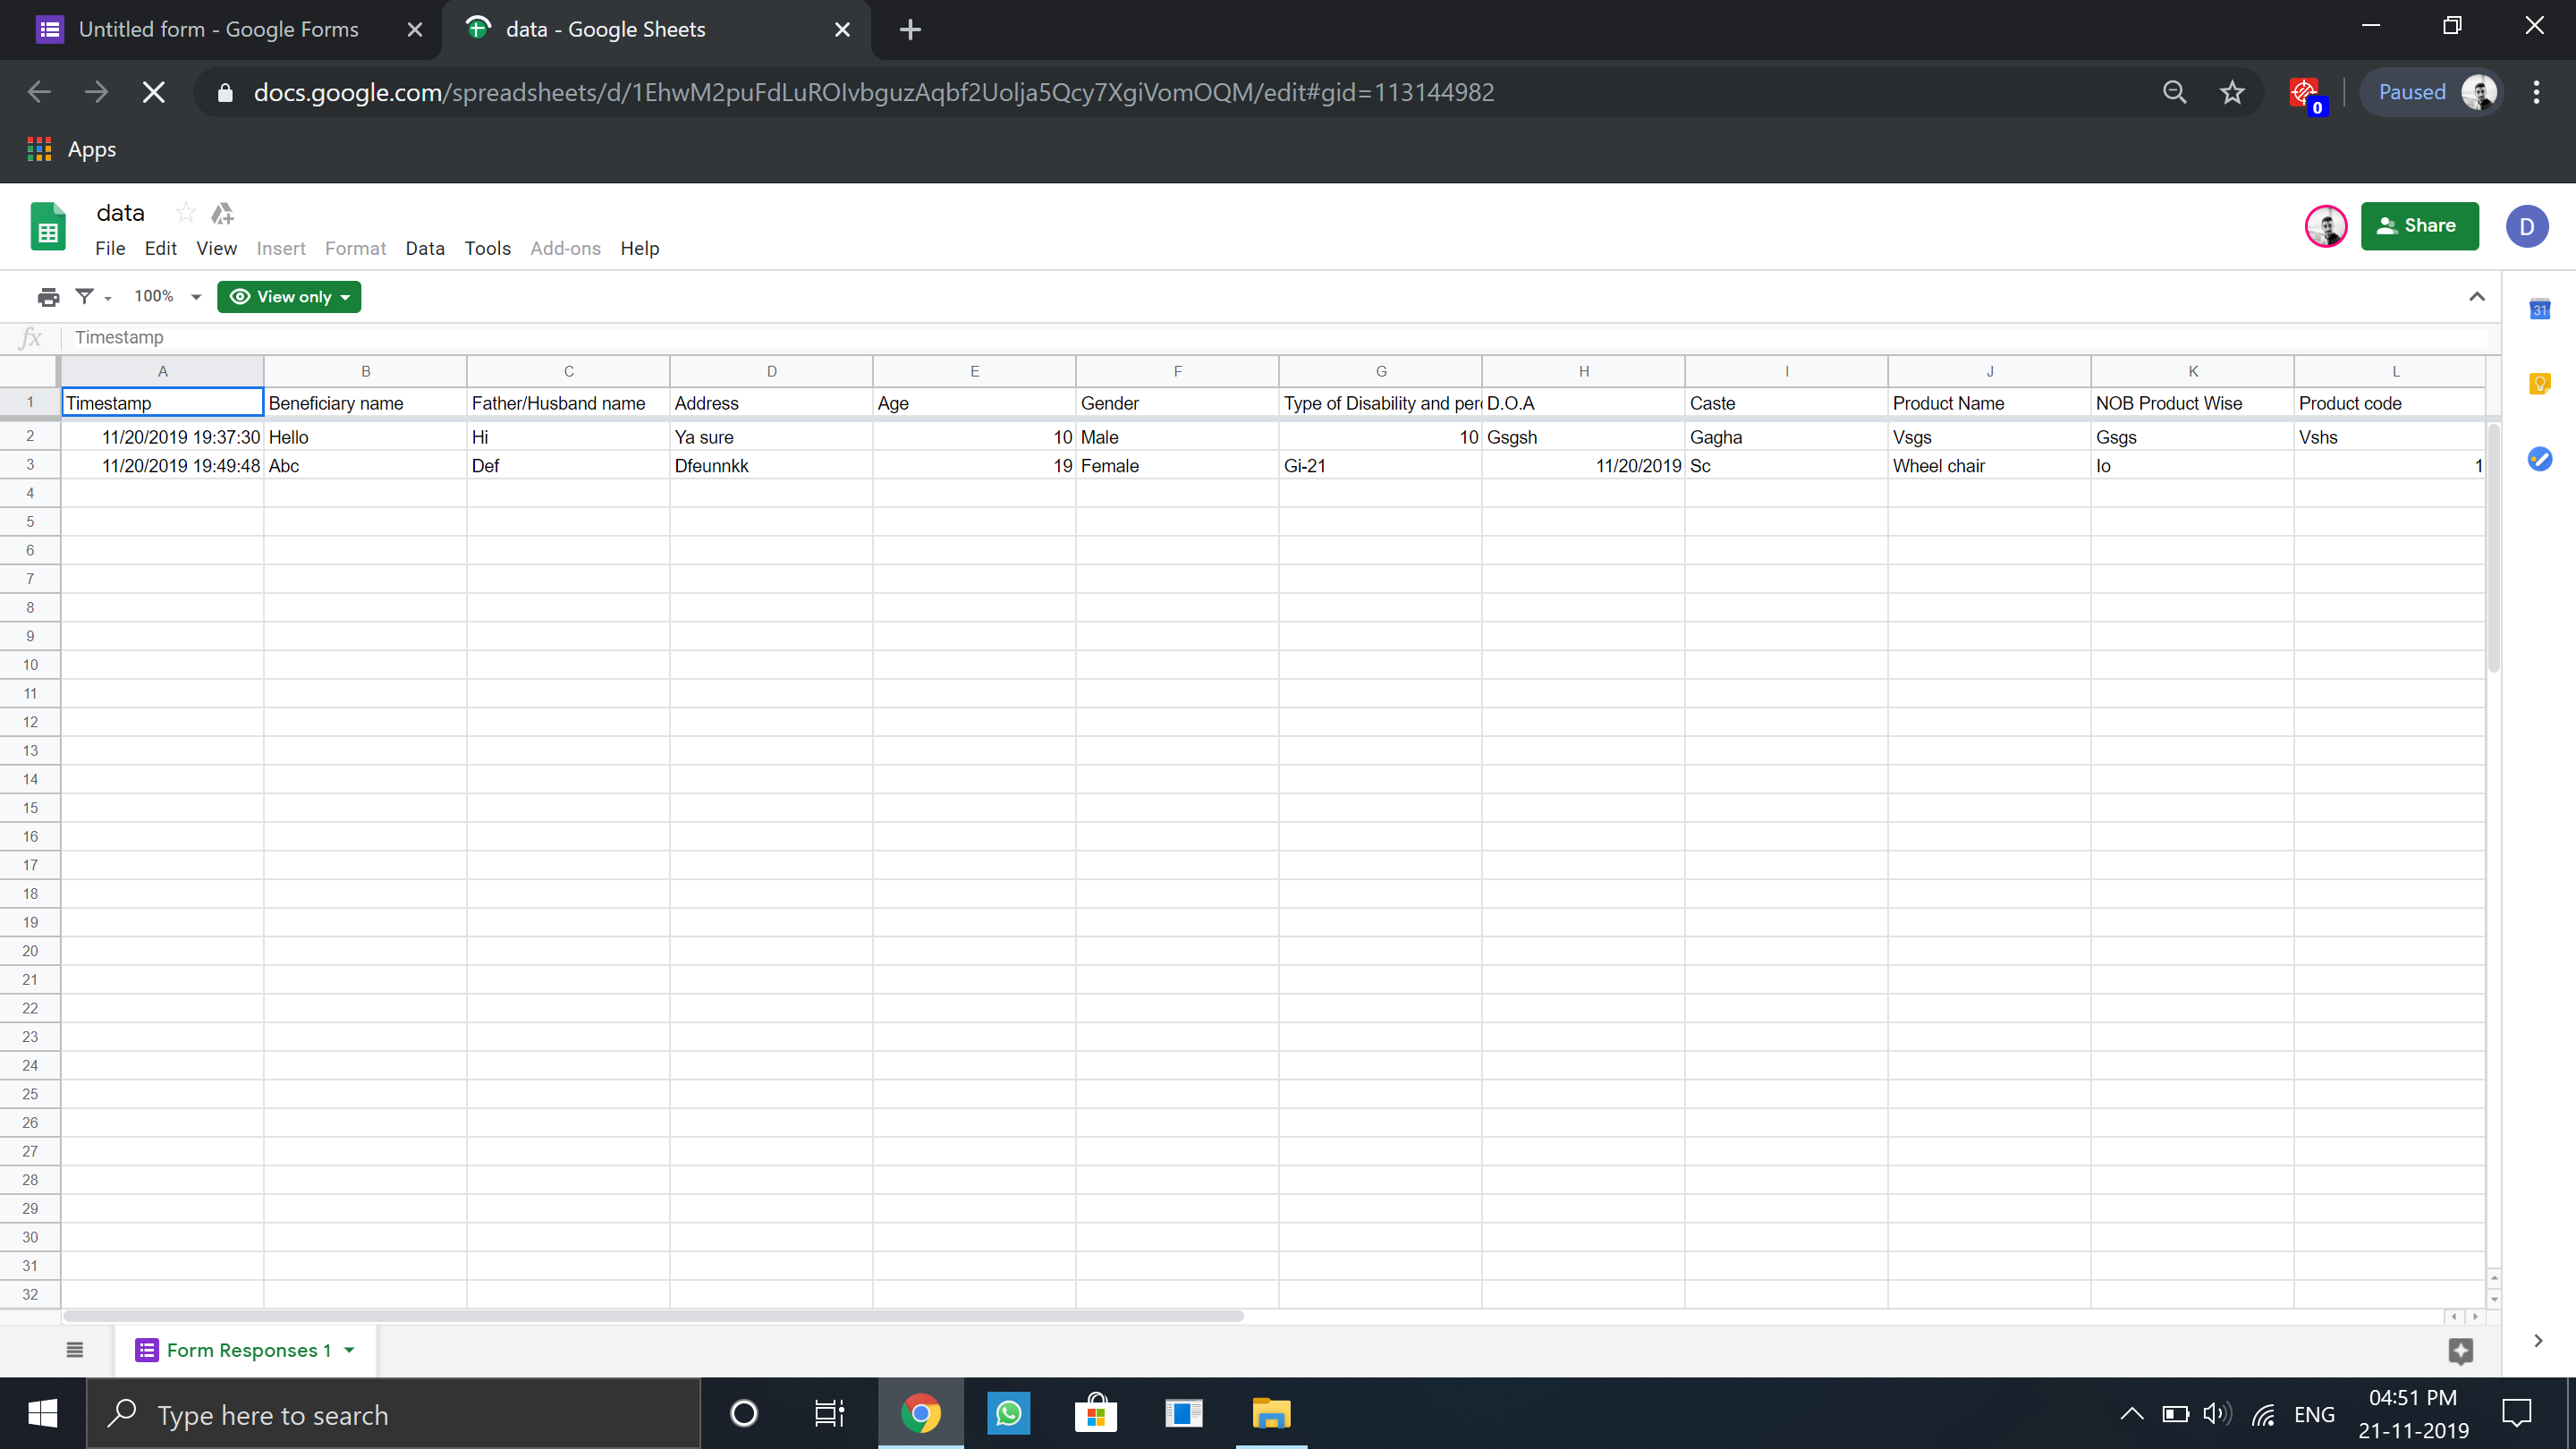 Untitled form - Google Forms
data - Google Sheets
docs.google.com/spreadsheets/d/1EhwM2puFdLuROIvbguzAqbf2Uolja5Qcy7XgiVomOQM/edit#gid=113144982
0
Paused
Apps
data
File Edit View Insert Format Data Tools Add-ons Help
Share
D
100%
View only
31
fx Timestamp
A B C D E F G H I J K L
1 Timestamp Beneficiary name Father/Husband name Address Age Gender Type of Disability and per D.O.A Caste Product Name NOB Product Wise Product code
2 11/20/2019 19:37:30 Hello Hi Ya sure 10 Male 10 Gsgsh Gagha Vsgs Gsgs Vshs
3 11/20/2019 19:49:48 Abc Def Dfeunnkk 19 Female Gi-21 11/20/2019 Sc Wheel chair Io 1
4
5
6
7
8
9
10
11
12
13
14
15
16
17
18
19
20
21
22
23
24
25
26
27
28
29
30
31
32
Form Responses 1
Type here to search
ENG
04:51 PM
21-11-2019